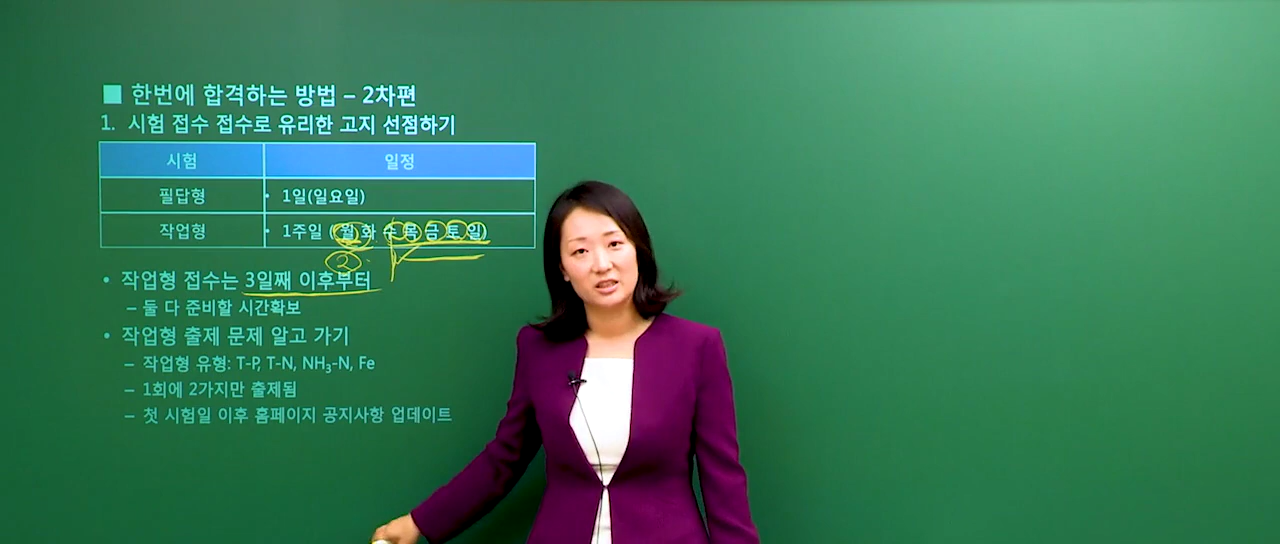 ■ 한번에 합격하는 방법 – 2차편
1. 시험 접수 접수로 유리한 고지 선점하기
시험 일정
필답형 • 1일(일요일)
작업형 • 1주일 (월 화 수 목 금 토 일)
②
• 작업형 접수는 3일째 이후부터
– 둘 다 준비할 시간확보
• 작업형 출제 문제 알고 가기
– 작업형 유형: T-P, T-N, NH₃-N, Fe
– 1회에 2가지만 출제됨
– 첫 시험일 이후 홈페이지 공지사항 업데이트